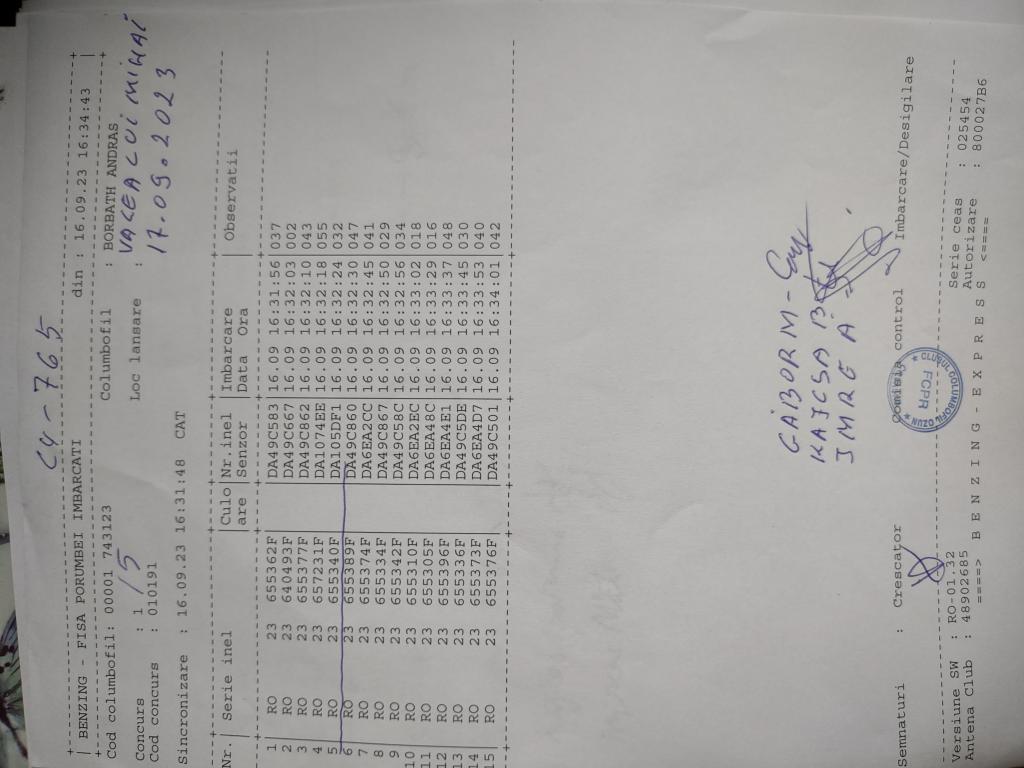 C4-765
| BENZING - FISA PORUMBEI IMBARCATI din : 16.09.23 16:34:43 |
Cod columbofil: 00001 743123 Columbofil : BORBATH ANDRAS
Concurs : 1 /5 Loc lansare : VALEA LUI MIHAI
Cod concurs : 010191 17.09.2023
Sincronizare : 16.09.23 16:31:48 CAT
Nr.| Serie inel |Culo|Nr.inel |Imbarcare | Observatii
|are |Senzor |Data Ora
1 | RO 23 655362F | |DA49C583 |16.09 16:31:56 | 037
2 | RO 23 640493F | |DA49C667 |16.09 16:32:03 | 002
3 | RO 23 655377F | |DA49C862 |16.09 16:32:10 | 043
4 | RO 23 657231F | |DA1074EE |16.09 16:32:18 | 055
5 | RO 23 655340F | |DA105DF1 |16.09 16:32:24 | 032
6 | RO 23 655389F | |DA49C860 |16.09 16:32:30 | 047
7 | RO 23 655374F | |DA6EA2CC |16.09 16:32:45 | 041
8 | RO 23 655334F | |DA49C867 |16.09 16:32:50 | 029
9 | RO 23 655342F | |DA49C58C |16.09 16:32:56 | 034
10 | RO 23 655310F | |DA6EA2EC |16.09 16:33:02 | 018
11 | RO 23 655305F | |DA6EA48C |16.09 16:33:29 | 016
12 | RO 23 655396F | |DA6EA4E1 |16.09 16:33:37 | 048
13 | RO 23 655336F | |DA49C5DE |16.09 16:33:45 | 030
14 | RO 23 655373F | |DA6EA4D7 |16.09 16:33:53 | 040
15 | RO 23 655376F | |DA49C501 |16.09 16:34:01 | 042
GÁBOR M -
KAJCSA B
IMRE A
Semnaturi : Crescator Comisia control Imbarcare/Desigilare
CLUBUL COLUMBOFIL OZUN
FCPR
Versiune SW : RO-01.32 Serie ceas : 025454
Antena Club : 48902685 Autorizare : 800027B6
====> B E N Z I N G - E X P R E S S <====